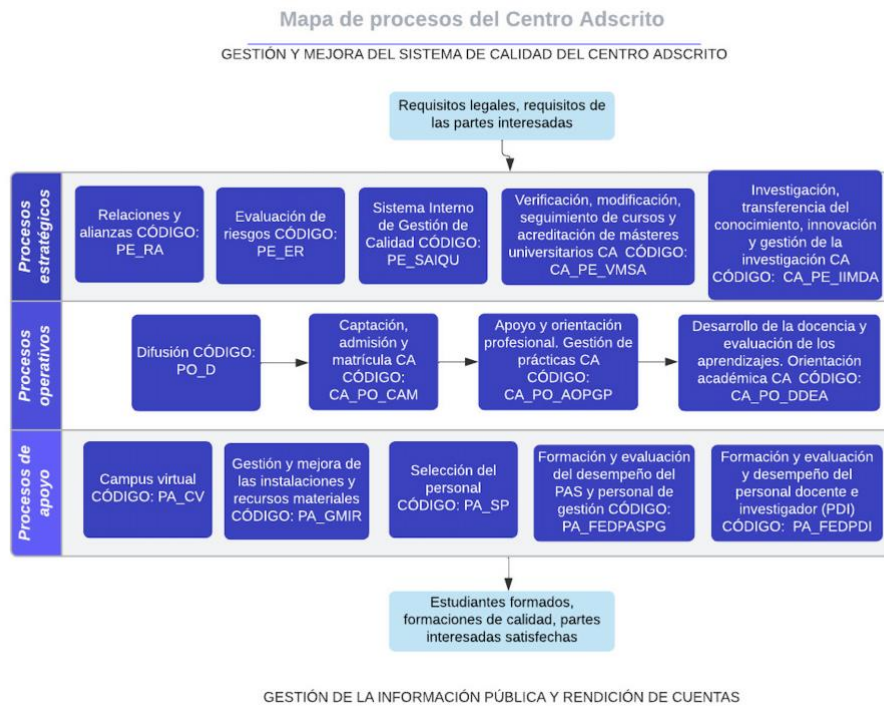 Mapa de procesos del Centro Adscrito
GESTIÓN Y MEJORA DEL SISTEMA DE CALIDAD DEL CENTRO ADSCRITO
Requisitos legales, requisitos de
las partes interesadas
Procesos
estratégicos
Relaciones y
alianzas CÓDIGO:
PE_RA
Evaluación de
riesgos CÓDIGO:
PE_ER
Sistema Interno
de Gestión de
Calidad CÓDIGO:
PE_SAIQU
Verificación, modificación,
seguimiento de cursos y
acreditación de másteres
universitarios CA CÓDIGO:
CA_PE_VMSA
Investigación,
transferencia del
conocimiento, innovación
y gestión de la
investigación CA
CÓDIGO: CA_PE_IIMDA
Procesos
operativos
Difusión CÓDIGO:
PO_D
Captación,
admisión y
matrícula CA
CÓDIGO:
CA_PO_CAM
Apoyo y orientación
profesional. Gestión de
prácticas CA
CÓDIGO:
CA_PO_AOPGP
Desarrollo de la docencia y
evaluación de los
aprendizajes. Orientación
académica CA CÓDIGO:
CA_PO_DDEA
Procesos de
apoyo
Campus virtual
CÓDIGO: PA_CV
Gestión y mejora de
las instalaciones y
recursos materiales
CÓDIGO: PA_GMIR
Selección del
personal
CÓDIGO: PA_SP
Formación y evaluación
del desempeño del
PAS y personal de
gestión CÓDIGO:
PA_FEDPASPG
Formación y evaluación
y desempeño del
personal docente e
investigador (PDI)
CÓDIGO: PA_FEDPDI
Estudiantes formados,
formaciones de calidad, partes
interesadas satisfechas
GESTIÓN DE LA INFORMACIÓN PÚBLICA Y RENDICIÓN DE CUENTAS